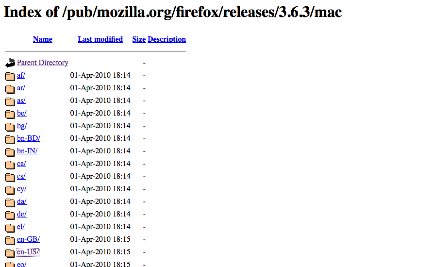 Index of /pub/mozilla.org/firefox/releases/3.6.3/mac
Name Last modified Size Description
Parent Directory -
af/ 01-Apr-2010 18:14 -
ar/ 01-Apr-2010 18:14 -
as/ 01-Apr-2010 18:14 -
be/ 01-Apr-2010 18:14 -
bg/ 01-Apr-2010 18:14 -
bn-BD/ 01-Apr-2010 18:14 -
bn-IN/ 01-Apr-2010 18:14 -
ca/ 01-Apr-2010 18:14 -
cs/ 01-Apr-2010 18:14 -
cy/ 01-Apr-2010 18:14 -
da/ 01-Apr-2010 18:14 -
de/ 01-Apr-2010 18:14 -
el/ 01-Apr-2010 18:14 -
en-GB/ 01-Apr-2010 18:15 -
en-US/ 01-Apr-2010 18:15 -
eo/ 01-Apr-2010 18:15 -